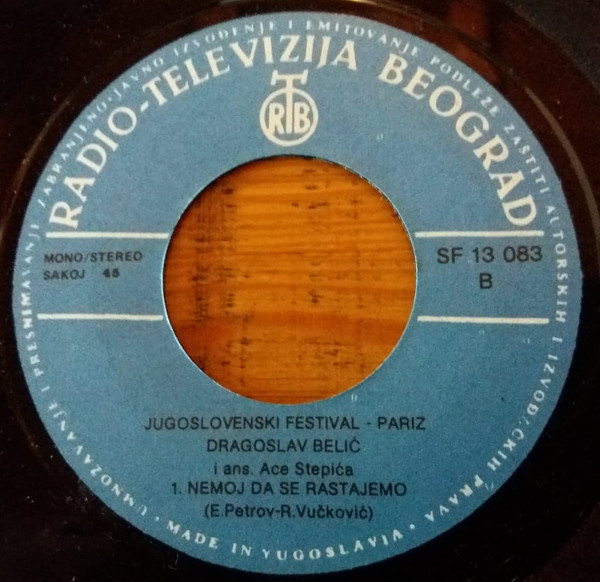 UMNOŽAVANJE I PRESNIMAVANJE ZABRANJENO-JAVNO IZVOĐENJE I EMITOVANJE PODLEŽE ZAŠTITI AUTORSKIH I IZVOĐAČKIH PRAVA • MADE IN YUGOSLAVIA •
RADIO-TELEVIZIJA BEOGRAD
RTB
MONO/STEREO
SAKOJ 45
SF 13 083
B
JUGOSLOVENSKI FESTIVAL - PARIZ
DRAGOSLAV BELIĆ
i ans. Ace Stepića
1. NEMOJ DA SE RASTAJEMO
(E.Petrov-R.Vučković)